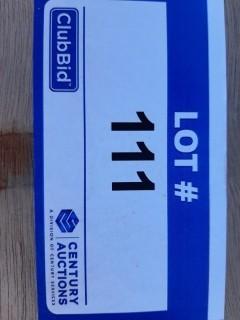 LOT #
111
ClubBid
CENTURY
AUCTIONS
A DIVISION OF CENTURY SERVICES